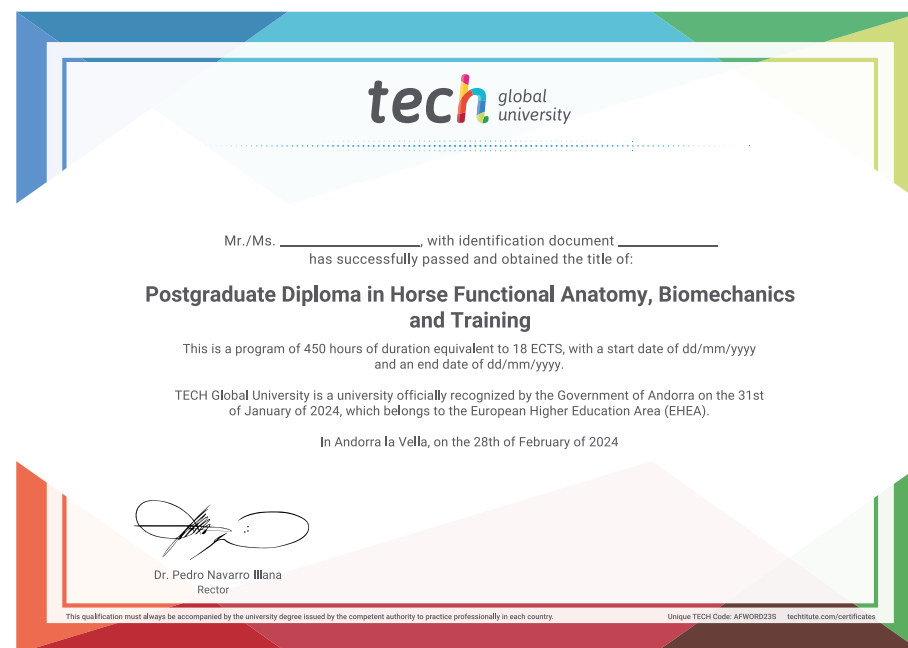 tech global university
Mr./Ms. ____________, with identification document ____________
has successfully passed and obtained the title of:
Postgraduate Diploma in Horse Functional Anatomy, Biomechanics
and Training
This is a program of 450 hours of duration equivalent to 18 ECTS, with a start date of dd/mm/yyyy
and an end date of dd/mm/yyyy.
TECH Global University is a university officially recognized by the Government of Andorra on the 31st
of January of 2024, which belongs to the European Higher Education Area (EHEA).
In Andorra la Vella, on the 28th of February of 2024
Dr. Pedro Navarro Illana
Rector
This qualification must always be accompanied by the university degree issued by the competent authority to practice professionally in each country.
Unique TECH Code: AFWORD23S techtitute.com/certificates